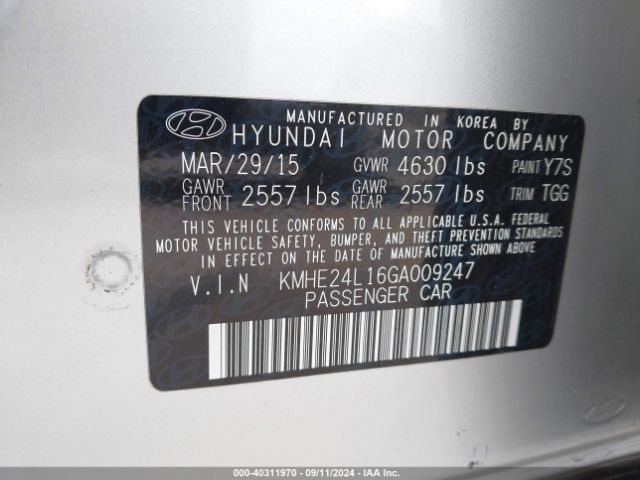 MANUFACTURED IN KOREA BY
HYUNDAI MOTOR COMPANY
MAR/29/15 GVWR 4630 lbs PAINT Y7S
GAWR FRONT 2557 lbs GAWR REAR 2557 lbs TRIM TGG
THIS VEHICLE CONFORMS TO ALL APPLICABLE U.S.A. FEDERAL
MOTOR VEHICLE SAFETY, BUMPER, AND THEFT PREVENTION STANDARDS
IN EFFECT ON THE DATE OF MANUFACTURE SHOWN ABOVE.
V.I.N KMHE24L16GA009247
PASSENGER CAR
000-40311970 - 09/11/2024 - IAAI.COM